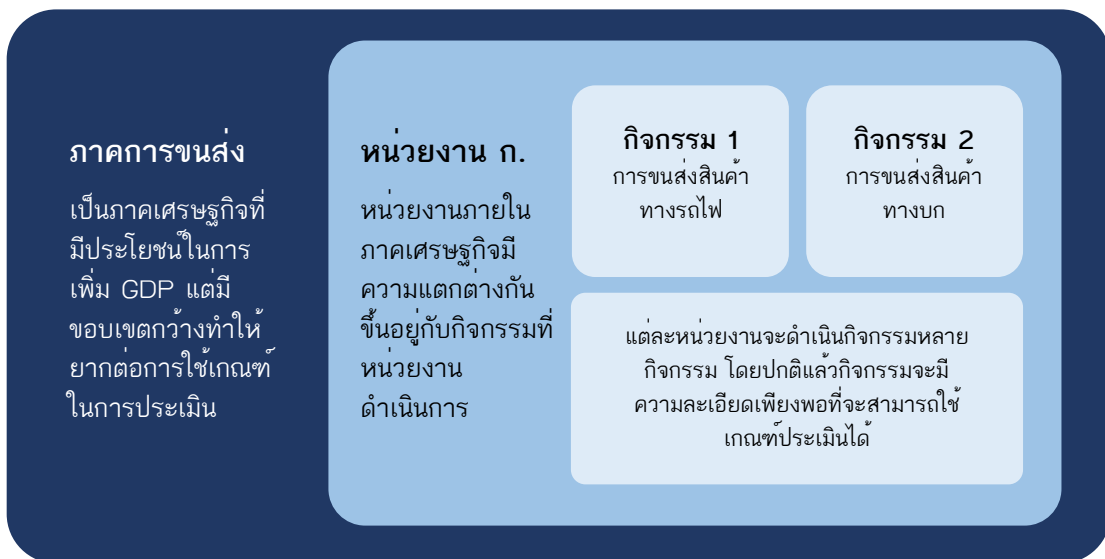 ภาคการขนส่ง
เป็นภาคเศรษฐกิจที่
มีประโยชน์ในการ
เพิ่ม GDP แต่มี
ขอบเขตกว้างทำให้
ยากต่อการใช้เกณฑ์
ในการประเมิน
หน่วยงาน ก.
หน่วยงานภายใน
ภาคเศรษฐกิจมี
ความแตกต่างกัน
ขึ้นอยู่กับกิจกรรมที่
หน่วยงาน
ดำเนินการ
กิจกรรม 1
การขนส่งสินค้า
ทางรถไฟ
กิจกรรม 2
การขนส่งสินค้า
ทางบก
แต่ละหน่วยงานจะดำเนินกิจกรรมหลาย
กิจกรรม โดยปกติแล้วกิจกรรมจะมี
ความละเอียดเพียงพอที่จะสามารถใช้
เกณฑ์ประเมินได้